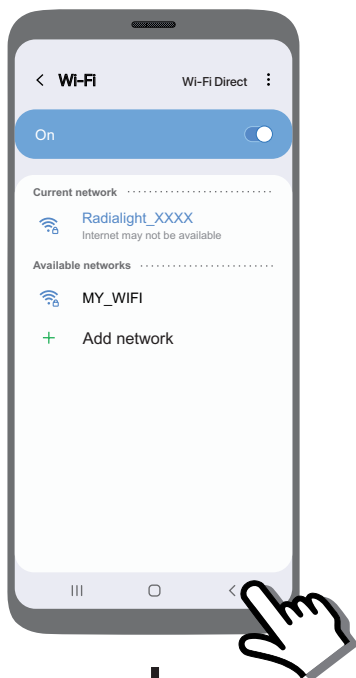 Wi-Fi Wi-Fi Direct
On
Current network
Radialight_XXXX
Internet may not be available
Available networks
MY_WIFI
Add network